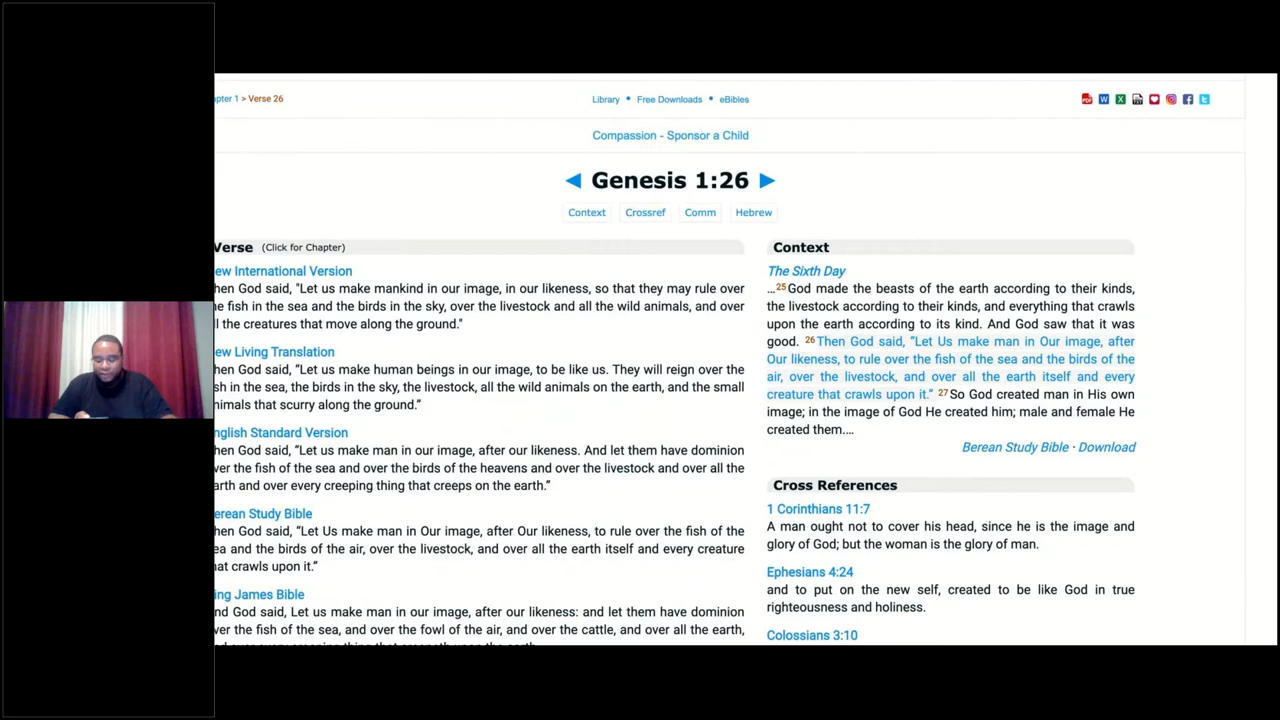 pter 1 > Verse 26
Library • Free Downloads • eBibles
Compassion - Sponsor a Child
◄ Genesis 1:26 ►
Context Crossref Comm Hebrew
Verse (Click for Chapter)
ew International Version
hen God said, "Let us make mankind in our image, in our likeness, so that they may rule over
he fish in the sea and the birds in the sky, over the livestock and all the wild animals, and over
ll the creatures that move along the ground."
ew Living Translation
hen God said, “Let us make human beings in our image, to be like us. They will reign over the
sh in the sea, the birds in the sky, the livestock, all the wild animals on the earth, and the small
nimals that scurry along the ground.”
nglish Standard Version
hen God said, “Let us make man in our image, after our likeness. And let them have dominion
ver the fish of the sea and over the birds of the heavens and over the livestock and over all the
arth and over every creeping thing that creeps on the earth.”
erean Study Bible
hen God said, “Let Us make man in Our image, after Our likeness, to rule over the fish of the
ea and the birds of the air, over the livestock, and over all the earth itself and every creature
hat crawls upon it.”
ing James Bible
nd God said, Let us make man in our image, after our likeness: and let them have dominion
ver the fish of the sea, and over the fowl of the air, and over the cattle, and over all the earth,
Context
The Sixth Day
…25God made the beasts of the earth according to their kinds,
the livestock according to their kinds, and everything that crawls
upon the earth according to its kind. And God saw that it was
good. 26Then God said, “Let Us make man in Our image, after
Our likeness, to rule over the fish of the sea and the birds of the
air, over the livestock, and over all the earth itself and every
creature that crawls upon it.” 27So God created man in His own
image; in the image of God He created him; male and female He
created them.…
Berean Study Bible · Download
Cross References
1 Corinthians 11:7
A man ought not to cover his head, since he is the image and
glory of God; but the woman is the glory of man.
Ephesians 4:24
and to put on the new self, created to be like God in true
righteousness and holiness.
Colossians 3:10